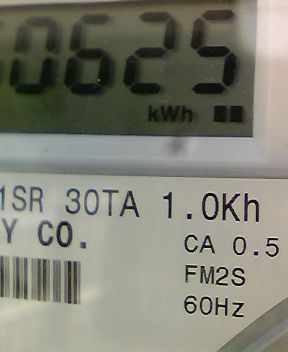 0625
kWh
1SR 30TA 1.0Kh
Y CO.
CA 0.5
FM2S
60Hz